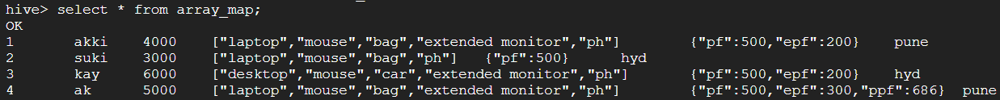 hive> select * from array_map;
OK
1 akki 4000 ["laptop","mouse","bag","extended monitor","ph"] {"pf":500,"epf":200} pune
2 suki 3000 ["laptop","mouse","bag","ph"] {"pf":500} hyd
3 kay 6000 ["desktop","mouse","car","extended monitor","ph"] {"pf":500,"epf":200} hyd
4 ak 5000 ["laptop","mouse","bag","extended monitor","ph"] {"pf":500,"epf":300,"ppf":686} pune